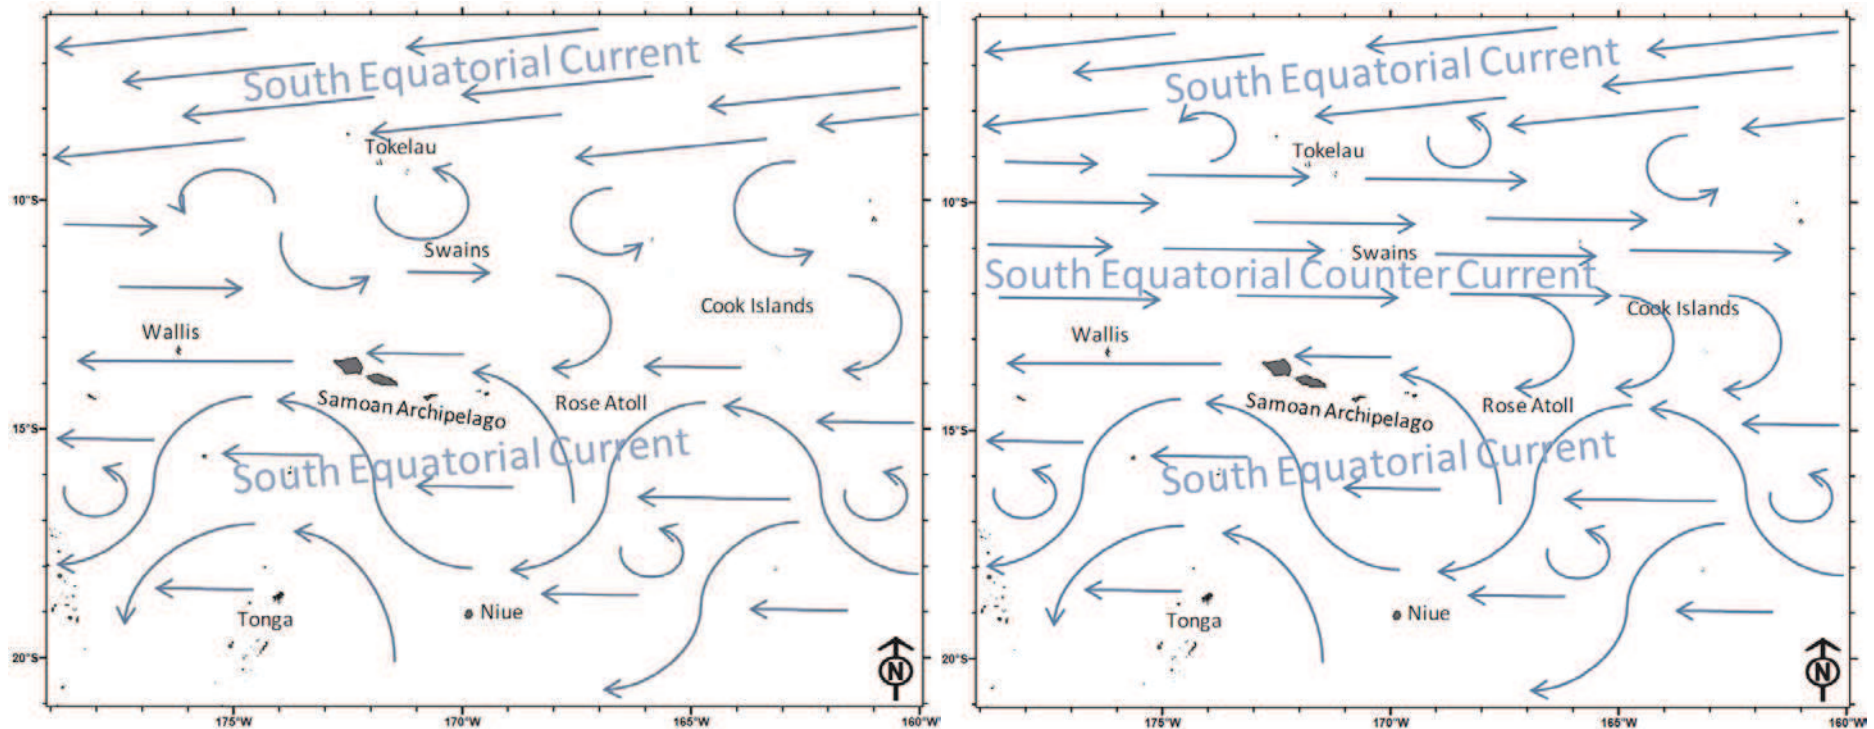 South Equatorial Current
Tokelau
10°S
Swains
Cook Islands
Wallis
Samoan Archipelago
Rose Atoll
15°S
South Equatorial Current
Tonga
Niue
20°S
N
175°W
170°W
165°W
160°W
South Equatorial Current
Tokelau
10°S
Swains
South Equatorial Counter Current
Cook Islands
Wallis
Samoan Archipelago
Rose Atoll
15°S
South Equatorial Current
Tonga
Niue
20°S
N
175°W
170°W
165°W
160°W